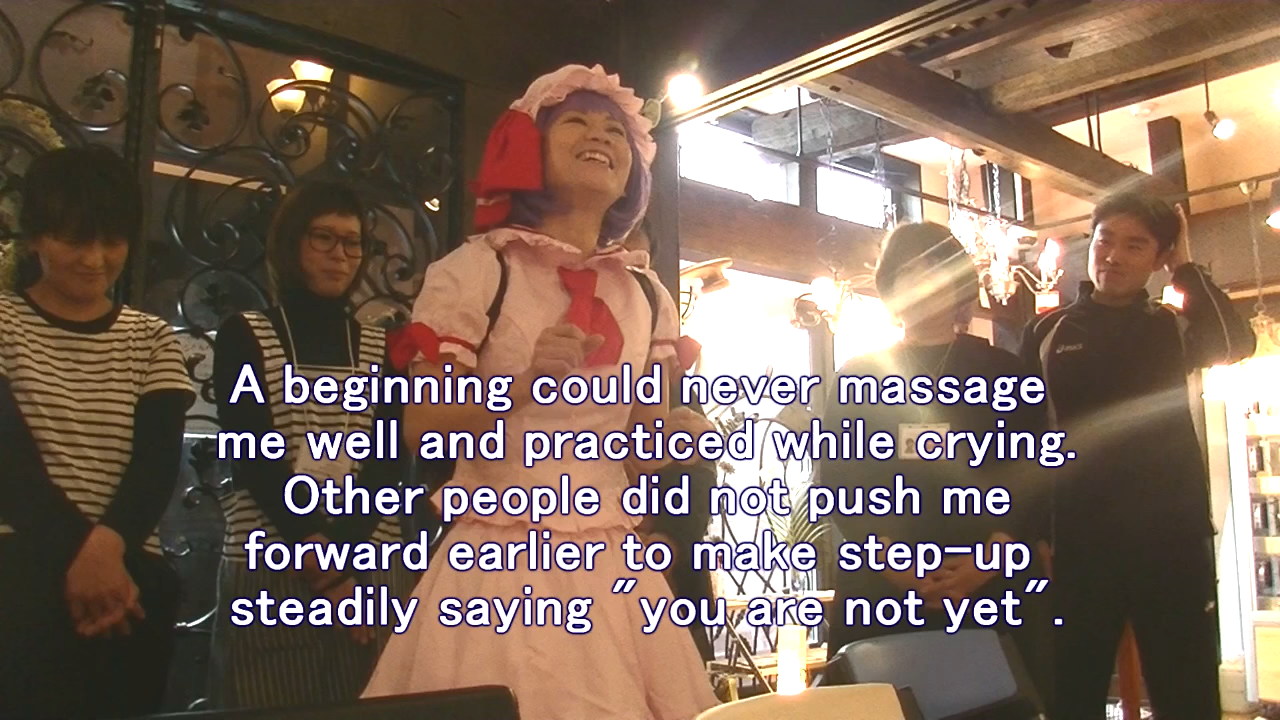 A beginning could never massage
me well and practiced while crying.
Other people did not push me
forward earlier to make step-up
steadily saying "you are not yet".
asics